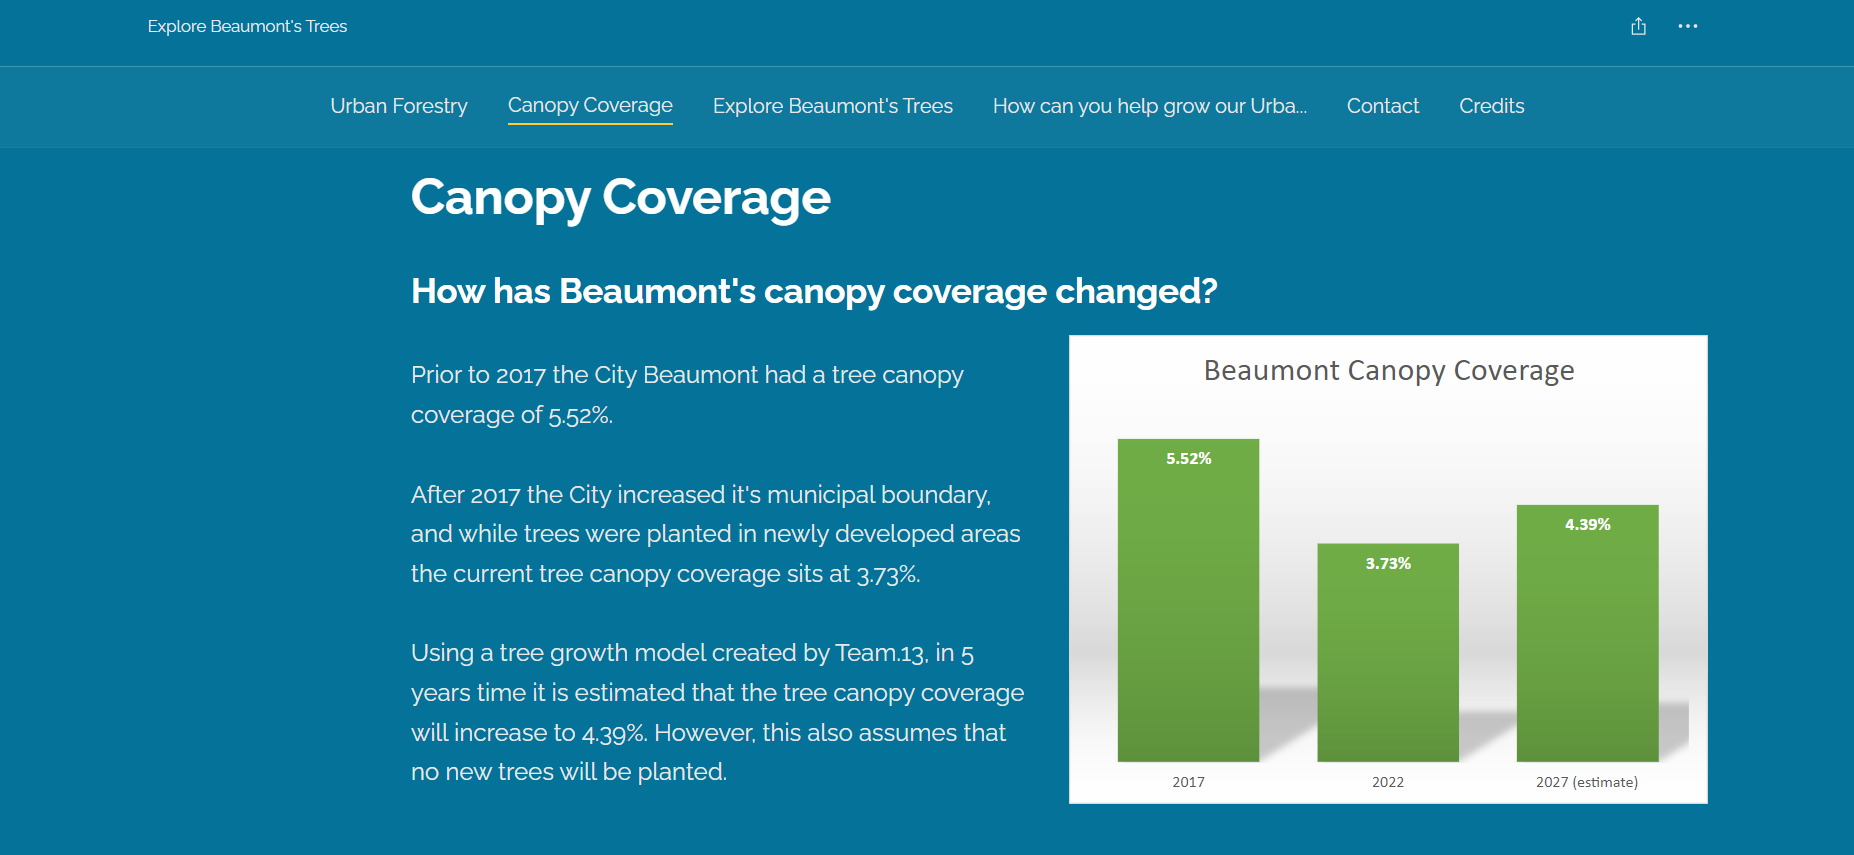 Explore Beaumont's Trees
Urban Forestry
Canopy Coverage
Explore Beaumont's Trees
How can you help grow our Urba...
Contact
Credits
Canopy Coverage
How has Beaumont's canopy coverage changed?
Prior to 2017 the City Beaumont had a tree canopy
coverage of 5.52%.
After 2017 the City increased it's municipal boundary,
and while trees were planted in newly developed areas
the current tree canopy coverage sits at 3.73%.
Using a tree growth model created by Team.13, in 5
years time it is estimated that the tree canopy coverage
will increase to 4.39%. However, this also assumes that
no new trees will be planted.
Beaumont Canopy Coverage
5.52%
3.73%
4.39%
2017
2022
2027 (estimate)